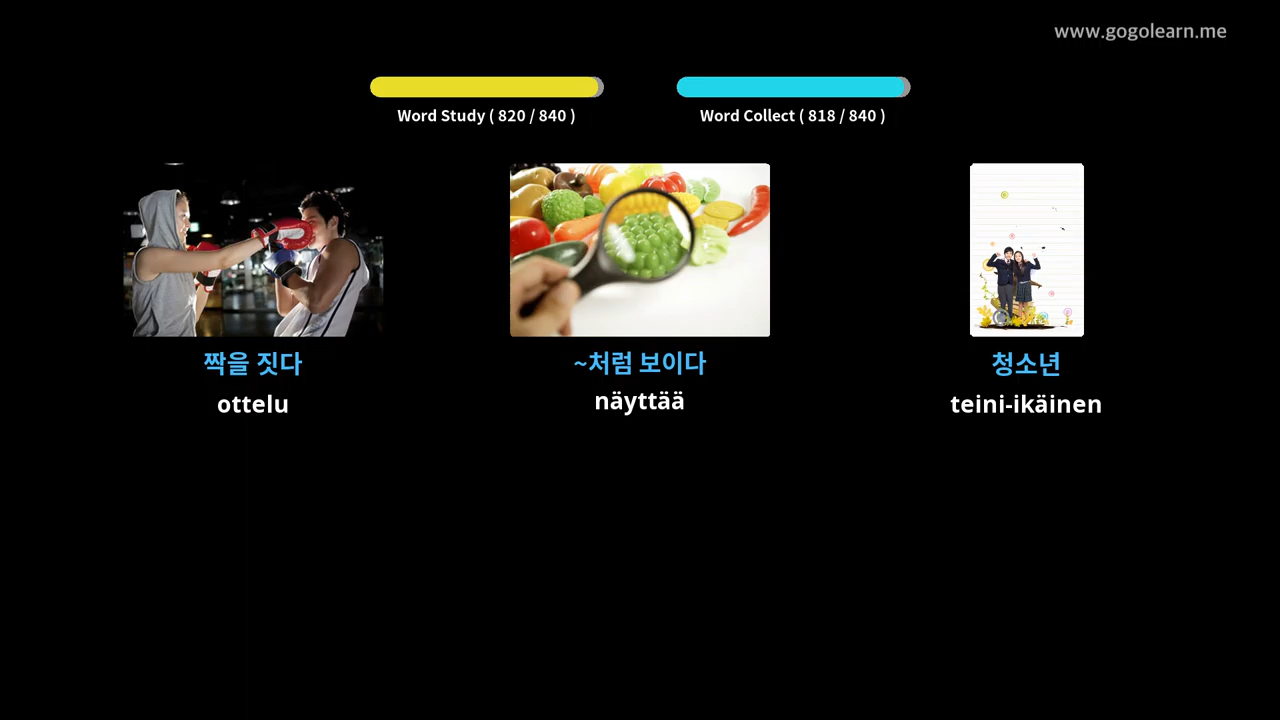 www.gogolearn.me
Word Study ( 820 / 840 )
Word Collect ( 818 / 840 )
짝을 짓다
~처럼 보이다
청소년
ottelu
näyttää
teini-ikäinen